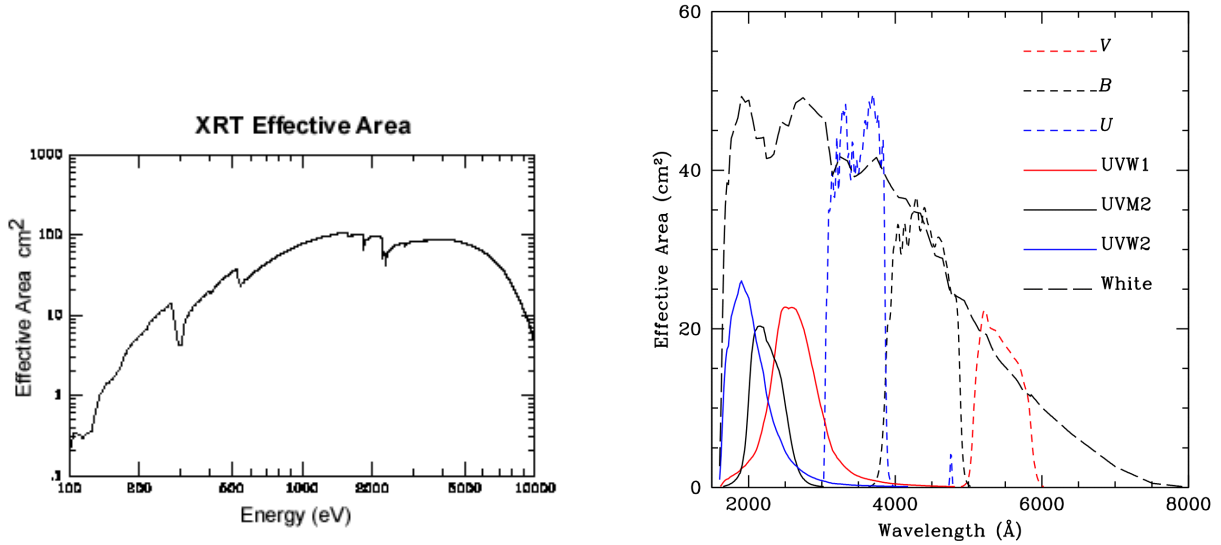 XRT Effective Area
Effective Area cm²
1000
100
10
1
.1
100
200
500
1000
2000
5000
10000
Energy (eV)
Effective Area (cm²)
60
40
20
0
V
B
U
UVW1
UVM2
UVW2
White
2000
4000
6000
8000
Wavelength (Å)